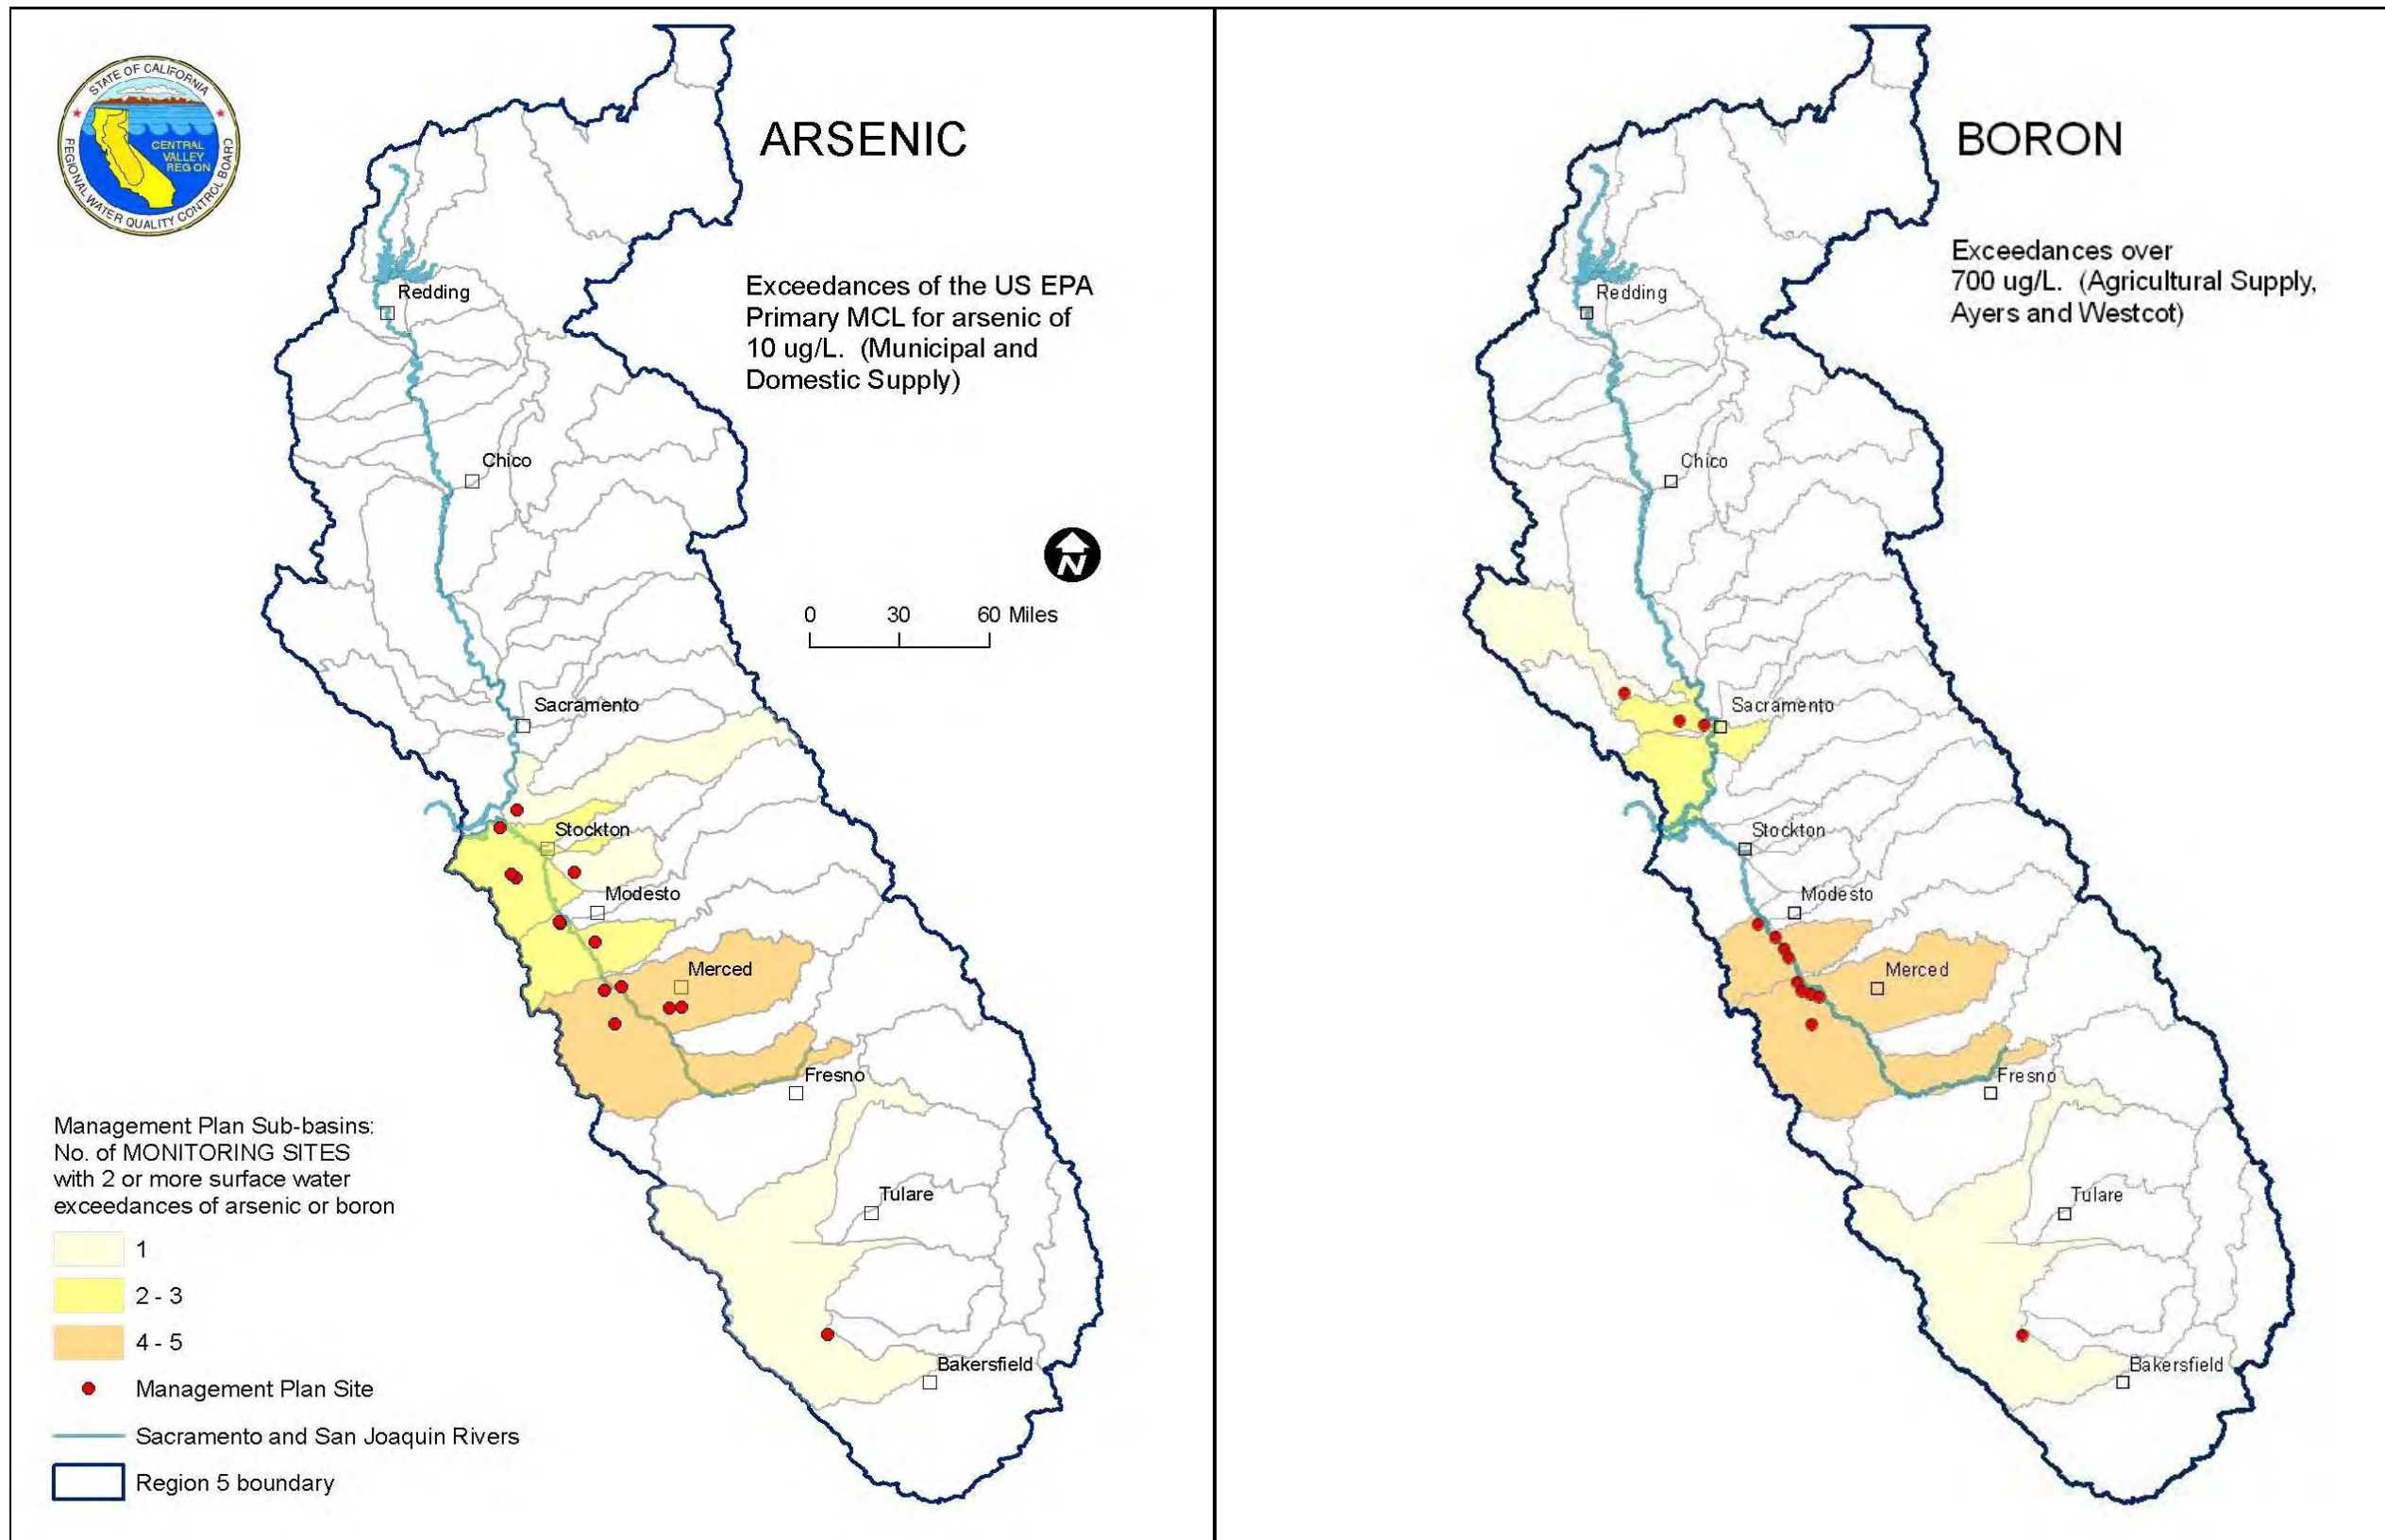 STATE OF CALIFORNIA
REGIONAL WATER QUALITY CONTROL BOARD
CENTRAL
VALLEY
REGION
ARSENIC
Exceedances of the US EPA
Primary MCL for arsenic of
10 ug/L. (Municipal and
Domestic Supply)
N
0 30 60 Miles
Redding
Chico
Sacramento
Stockton
Modesto
Merced
Fresno
Tulare
Bakersfield
Management Plan Sub-basins:
No. of MONITORING SITES
with 2 or more surface water
exceedances of arsenic or boron
1
2 - 3
4 - 5
Management Plan Site
Sacramento and San Joaquin Rivers
Region 5 boundary
BORON
Exceedances over
700 ug/L. (Agricultural Supply,
Ayers and Westcot)
Redding
Chico
Sacramento
Stockton
Modesto
Merced
Fresno
Tulare
Bakersfield